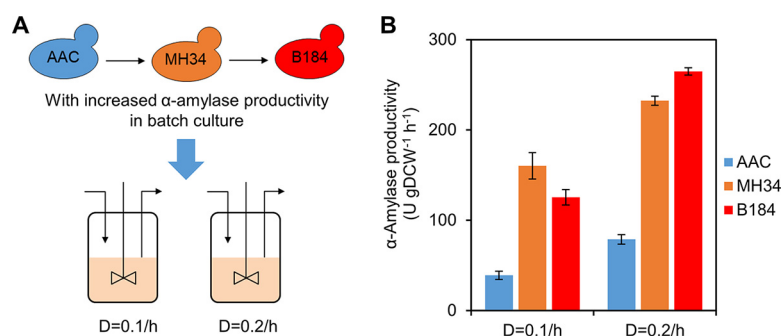 A
AAC
MH34
B184
With increased α-amylase productivity
in batch culture
D=0.1/h
D=0.2/h
B
α-Amylase productivity
(U gDCW⁻¹ h⁻¹)
300
200
100
0
D=0.1/h
D=0.2/h
AAC
MH34
B184